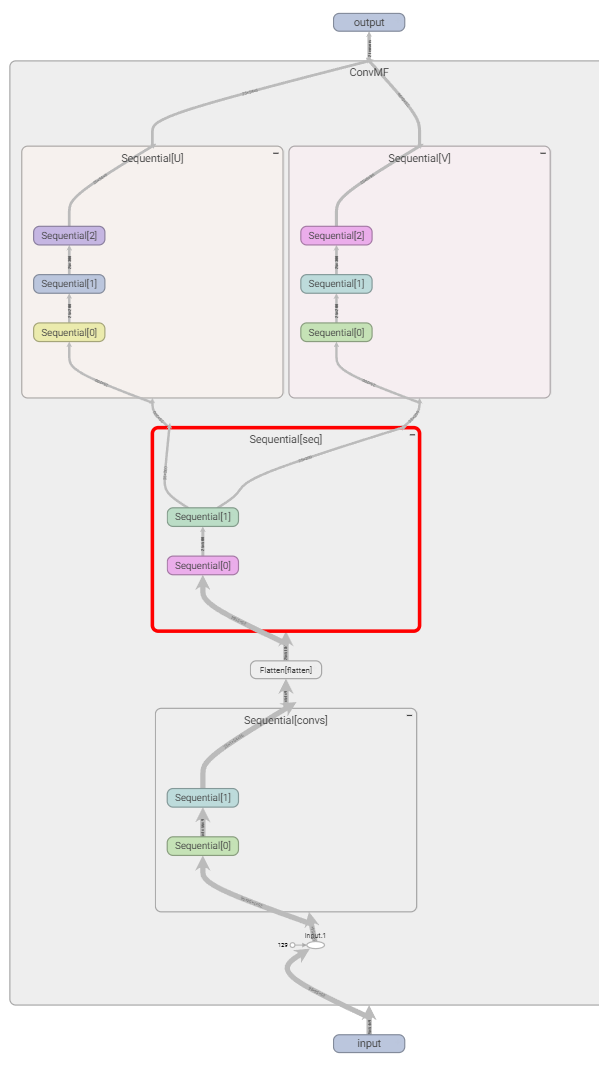 output
ConvMF
Sequential[U]
Sequential[V]
Sequential[2]
Sequential[2]
Sequential[1]
Sequential[1]
Sequential[0]
Sequential[0]
Sequential[seq]
Sequential[1]
Sequential[0]
Flatten[flatten]
Sequential[convs]
Sequential[1]
Sequential[0]
input.1
129
input